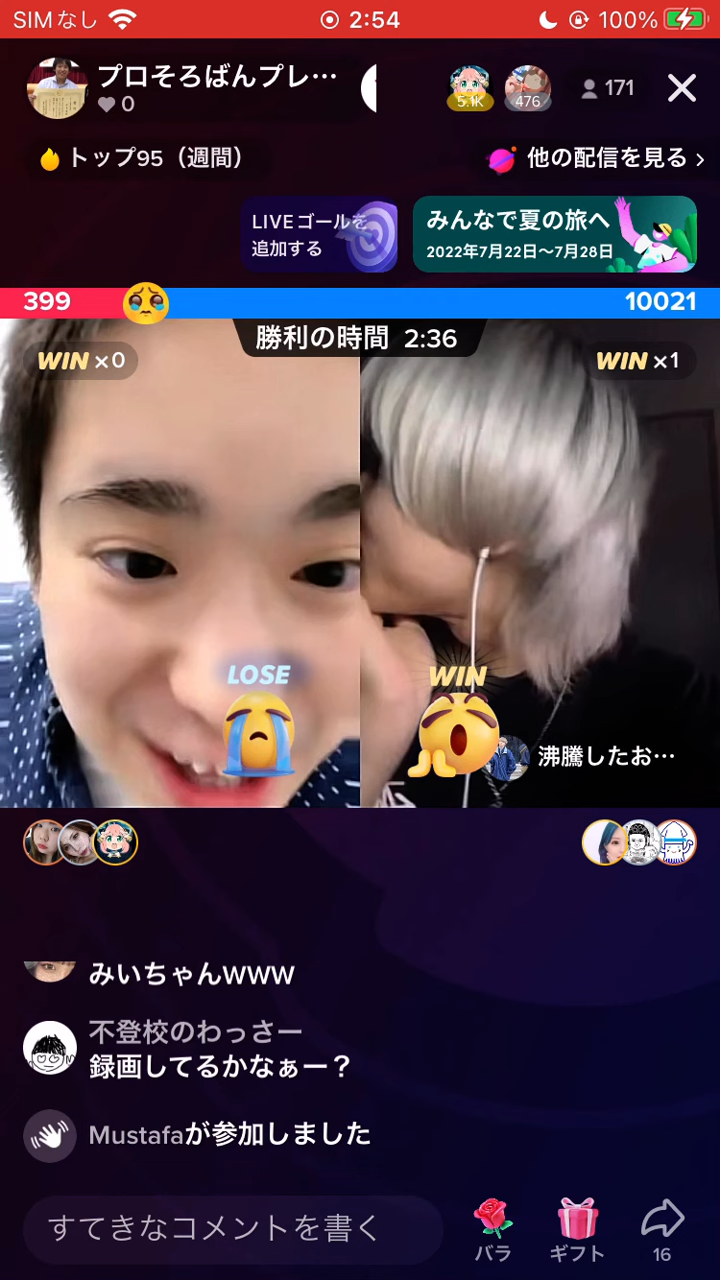 SIMなし
2:54
100%
プロそろばんプレ…
0
5.1K
476
171
トップ95（週間）
他の配信を見る
LIVEゴールを
追加する
みんなで夏の旅へ
2022年7月22日〜7月28日
399
10021
勝利の時間 2:36
WIN ×0
WIN ×1
LOSE
WIN
沸騰したお…
みいちゃんwww
不登校のわっさー
録画してるかなぁー？
Mustafaが参加しました
すてきなコメントを書く
バラ
ギフト
16